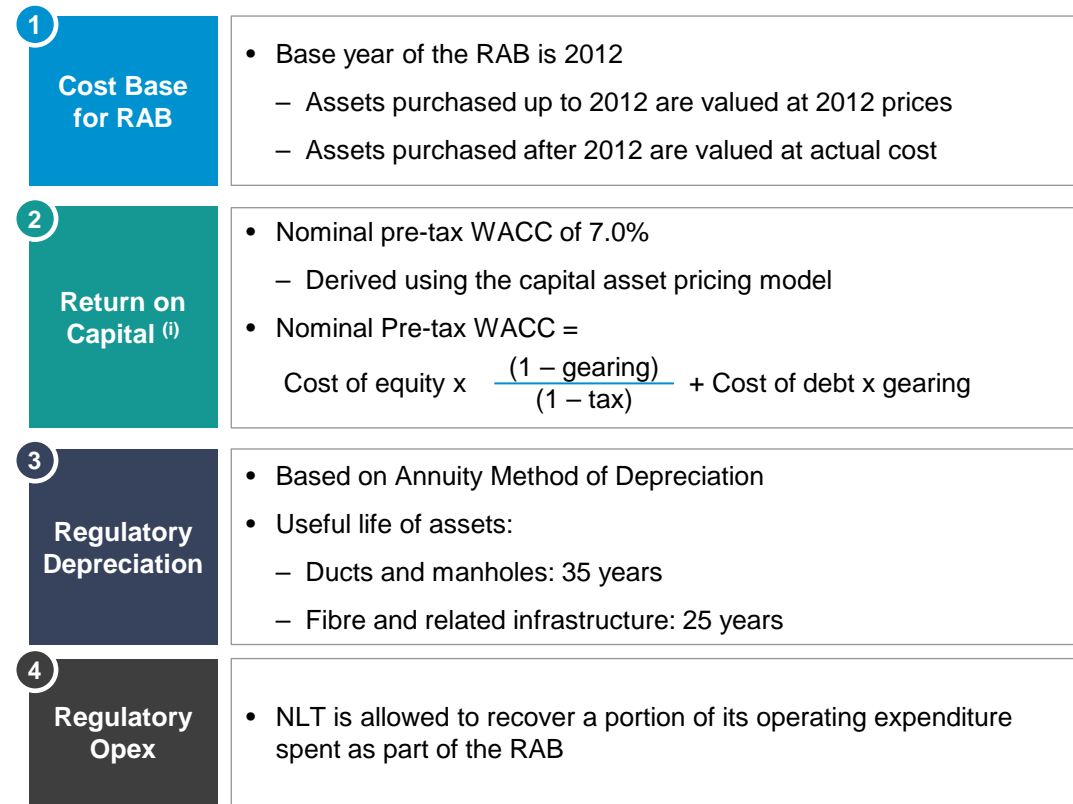 1
Cost Base
for RAB
• Base year of the RAB is 2012
– Assets purchased up to 2012 are valued at 2012 prices
– Assets purchased after 2012 are valued at actual cost
2
Return on
Capital (i)
• Nominal pre-tax WACC of 7.0%
– Derived using the capital asset pricing model
• Nominal Pre-tax WACC =
Cost of equity x (1 – gearing) / (1 – tax) + Cost of debt x gearing
3
Regulatory
Depreciation
• Based on Annuity Method of Depreciation
• Useful life of assets:
– Ducts and manholes: 35 years
– Fibre and related infrastructure: 25 years
4
Regulatory
Opex
• NLT is allowed to recover a portion of its operating expenditure
spent as part of the RAB